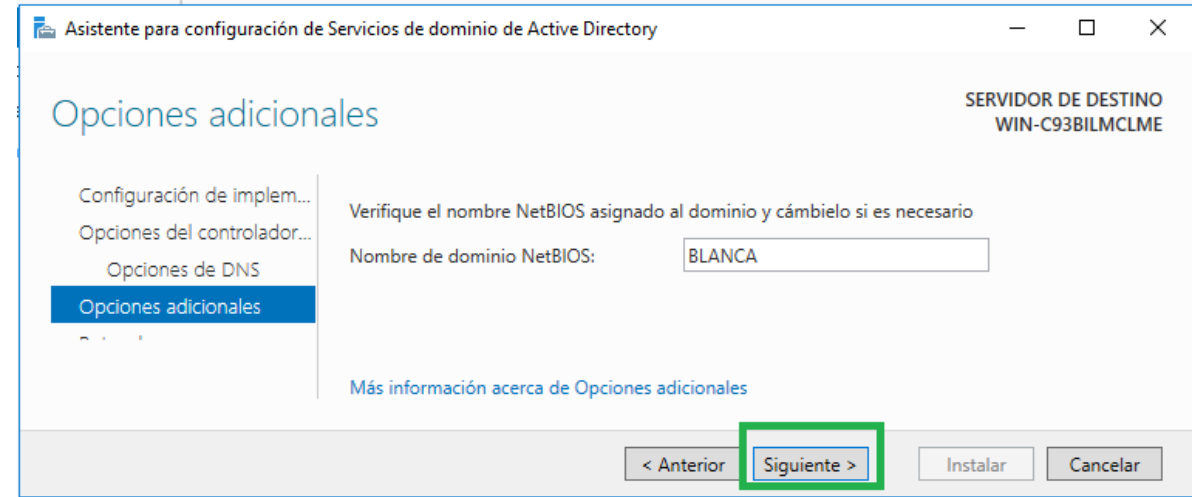 Asistente para configuración de Servicios de dominio de Active Directory
Opciones adicionales
SERVIDOR DE DESTINO
WIN-C93BILMCLME
Configuración de implem...
Opciones del controlador...
Opciones de DNS
Opciones adicionales
Verifique el nombre NetBIOS asignado al dominio y cámbielo si es necesario
Nombre de dominio NetBIOS: BLANCA
Más información acerca de Opciones adicionales
< Anterior Siguiente > Instalar Cancelar